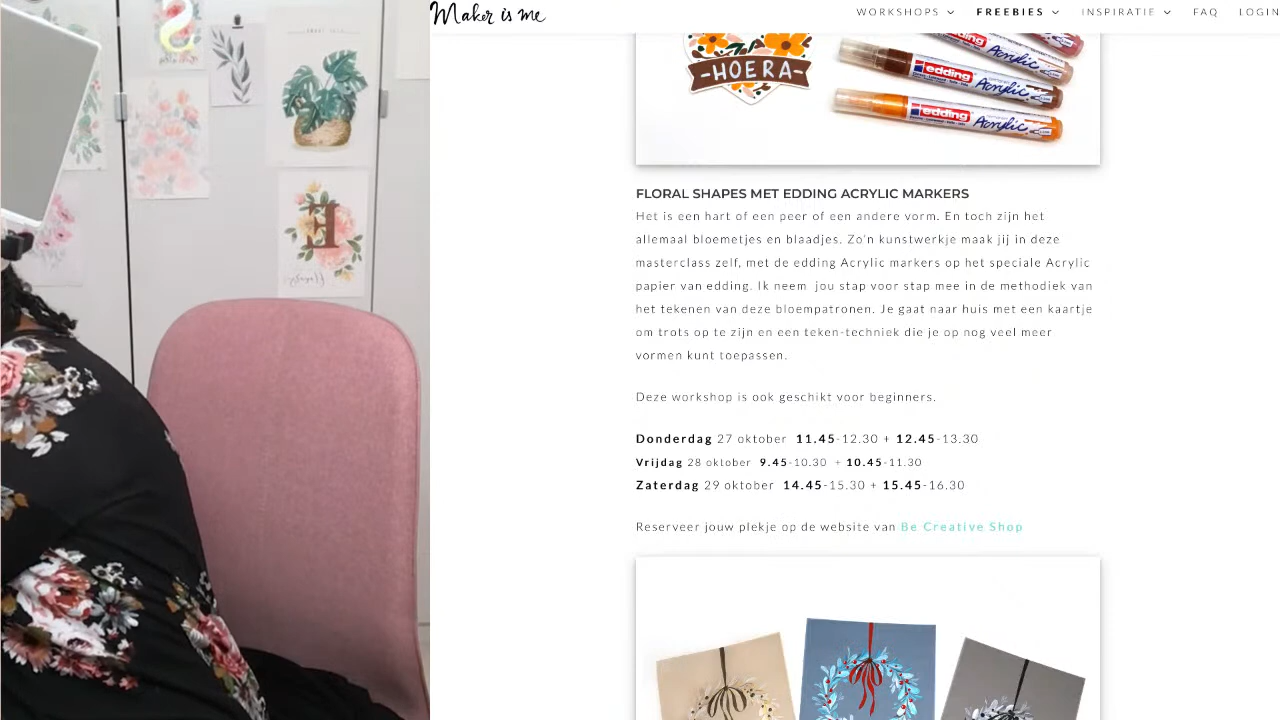 Maker is me
WORKSHOPS FREEBIES INSPIRATIE FAQ LOGIN
-HOERA-
edding Acrylic
edding Acrylic
edding Acrylic
FLORAL SHAPES MET EDDING ACRYLIC MARKERS
Het is een hart of een peer of een andere vorm. En toch zijn het
allemaal bloemetjes en blaadjes. Zo'n kunstwerkje maak jij in deze
masterclass zelf, met de edding Acrylic markers op het speciale Acrylic
papier van edding. Ik neem jou stap voor stap mee in de methodiek van
het tekenen van deze bloempatronen. Je gaat naar huis met een kaartje
om trots op te zijn en een teken-techniek die je op nog veel meer
vormen kunt toepassen.
Deze workshop is ook geschikt voor beginners.
Donderdag 27 oktober 11.45-12.30 + 12.45-13.30
Vrijdag 28 oktober 9.45-10.30 + 10.45-11.30
Zaterdag 29 oktober 14.45-15.30 + 15.45-16.30
Reserveer jouw plekje op de website van Be Creative Shop